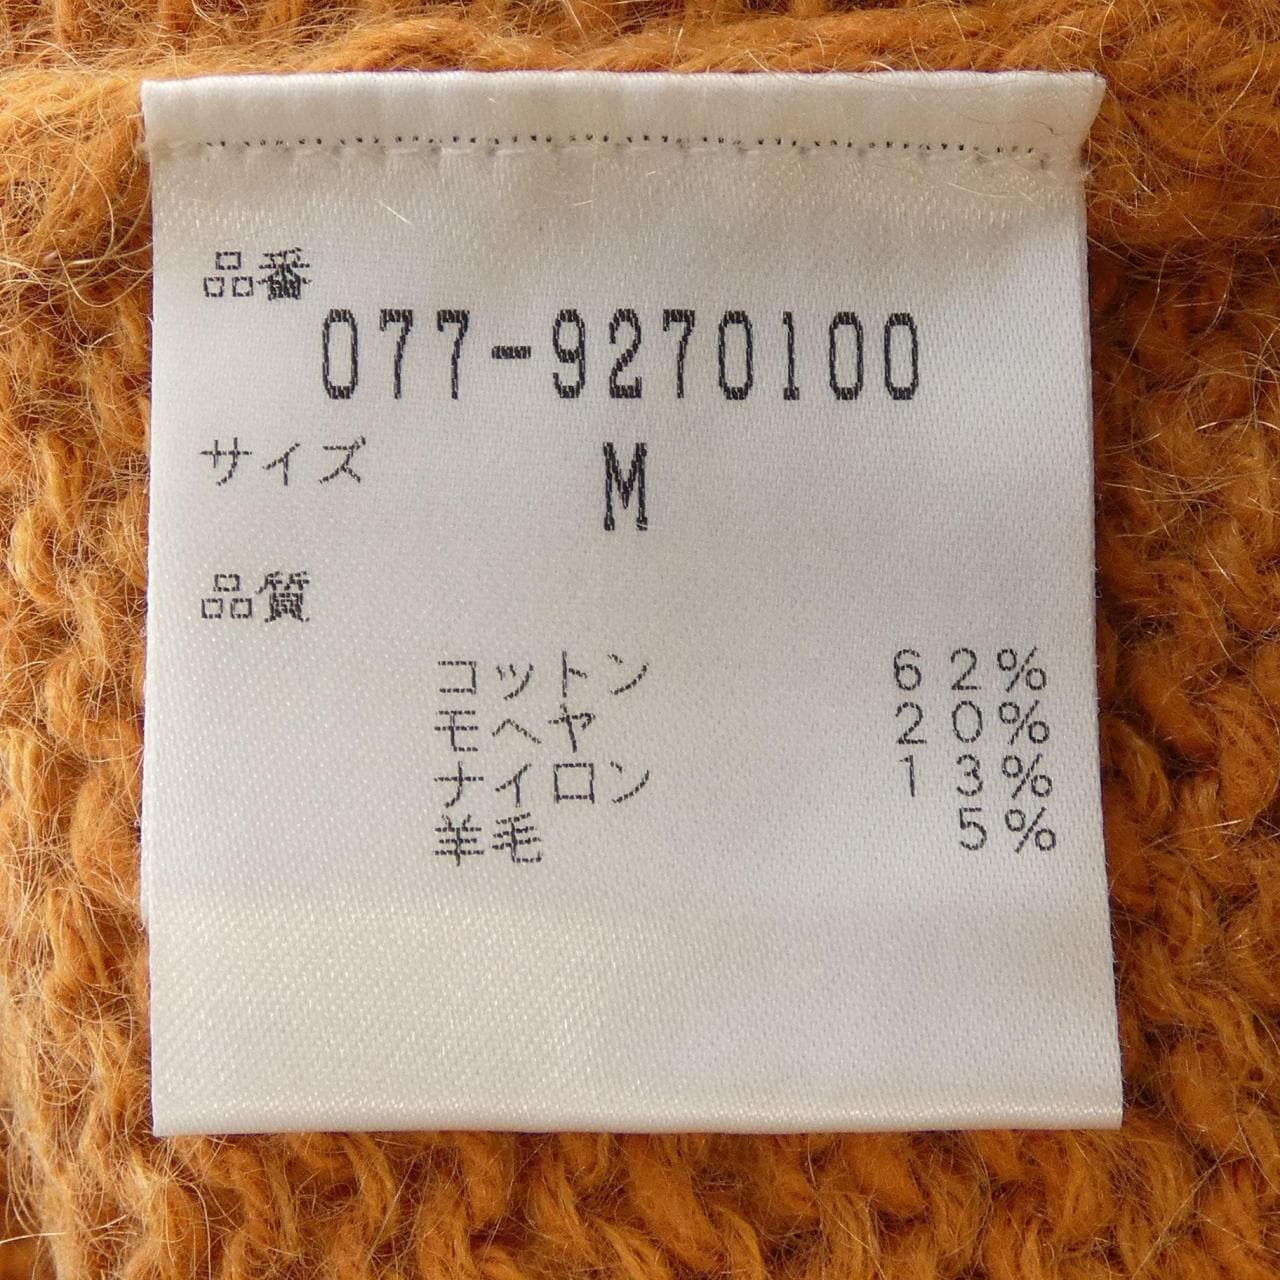 品番
077-9270100
サイズ M
品質
コットン 62%
モヘヤ 20%
ナイロン 13%
羊毛 5%